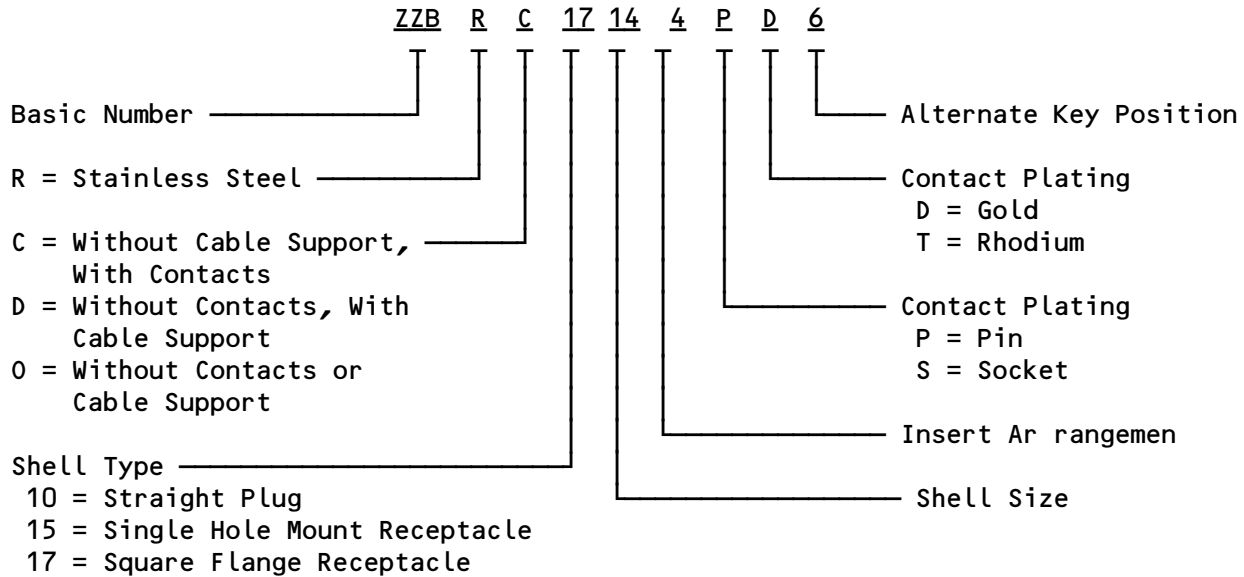 ZZB R C 17 14 4 P D 6
Basic Number
Alternate Key Position
R = Stainless Steel
Contact Plating
D = Gold
T = Rhodium
C = Without Cable Support,
With Contacts
D = Without Contacts, With
Cable Support
O = Without Contacts or
Cable Support
Contact Plating
P = Pin
S = Socket
Insert Ar rangemen
Shell Type
10 = Straight Plug
15 = Single Hole Mount Receptacle
17 = Square Flange Receptacle
Shell Size